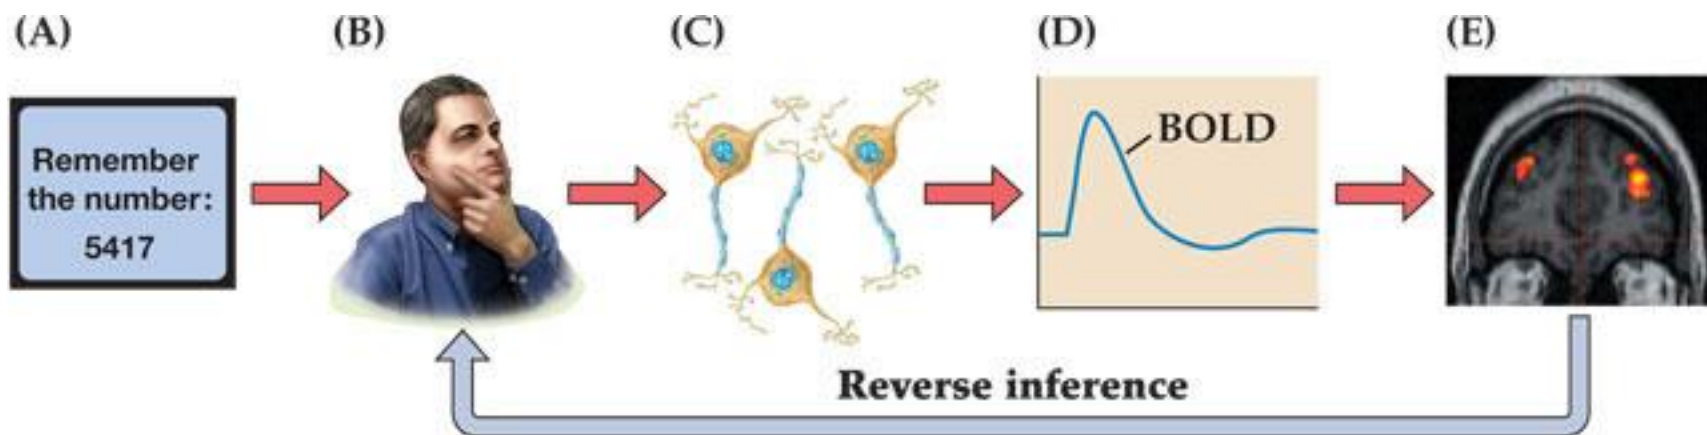 (A)
(B)
(C)
(D)
(E)
Remember
the number:
5417
BOLD
Reverse inference